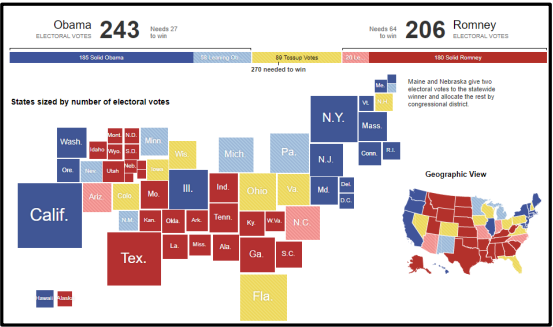 Obama
ELECTORAL VOTES
243
Needs 27
to win
Needs 64
to win
206
Romney
ELECTORAL VOTES
185 Solid Obama
89 Tossup Votes
180 Solid Romney
270 needed to win
States sized by number of electoral votes
Maine and Nebraska give two
electoral votes to the statewide
winner and allocate the rest by
congressional district.
Me.
Vt.
N.H.
N.Y.
Mass.
Wash.
Mont.
N.D.
Minn.
Idaho
Wyo.
S.D.
Wis.
Mich.
Pa.
N.J.
Conn.
R.I.
Ore.
Nev.
Utah
Neb.
Iowa
Ill.
Ind.
Ohio
Va.
Md.
Del.
D.C.
Geographic View
Calif.
Ariz.
Colo.
Mo.
N.M.
Kan.
Okla.
Ark.
Tenn.
Ky.
W.Va.
N.C.
Tex.
La.
Miss.
Ala.
Ga.
S.C.
Fla.
Hawaii
Alaska